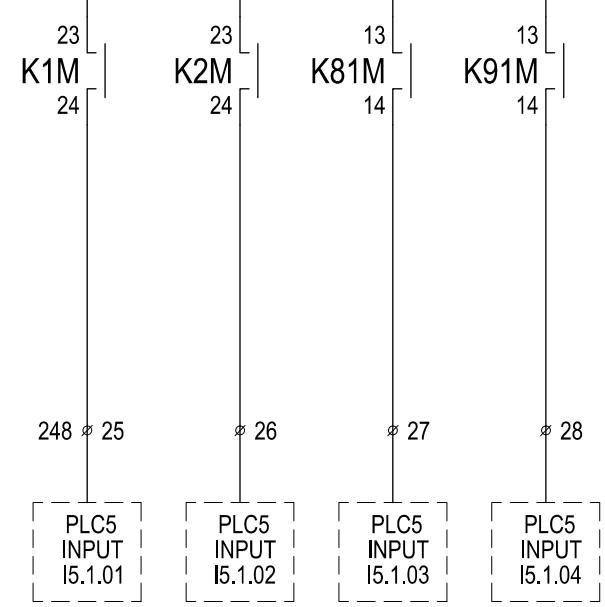 23 23 13 13
K1M K2M K81M K91M
24 24 14 14
248 25 26 27 28
PLC5 PLC5 PLC5 PLC5
INPUT INPUT INPUT INPUT
I5.1.01 I5.1.02 I5.1.03 I5.1.04